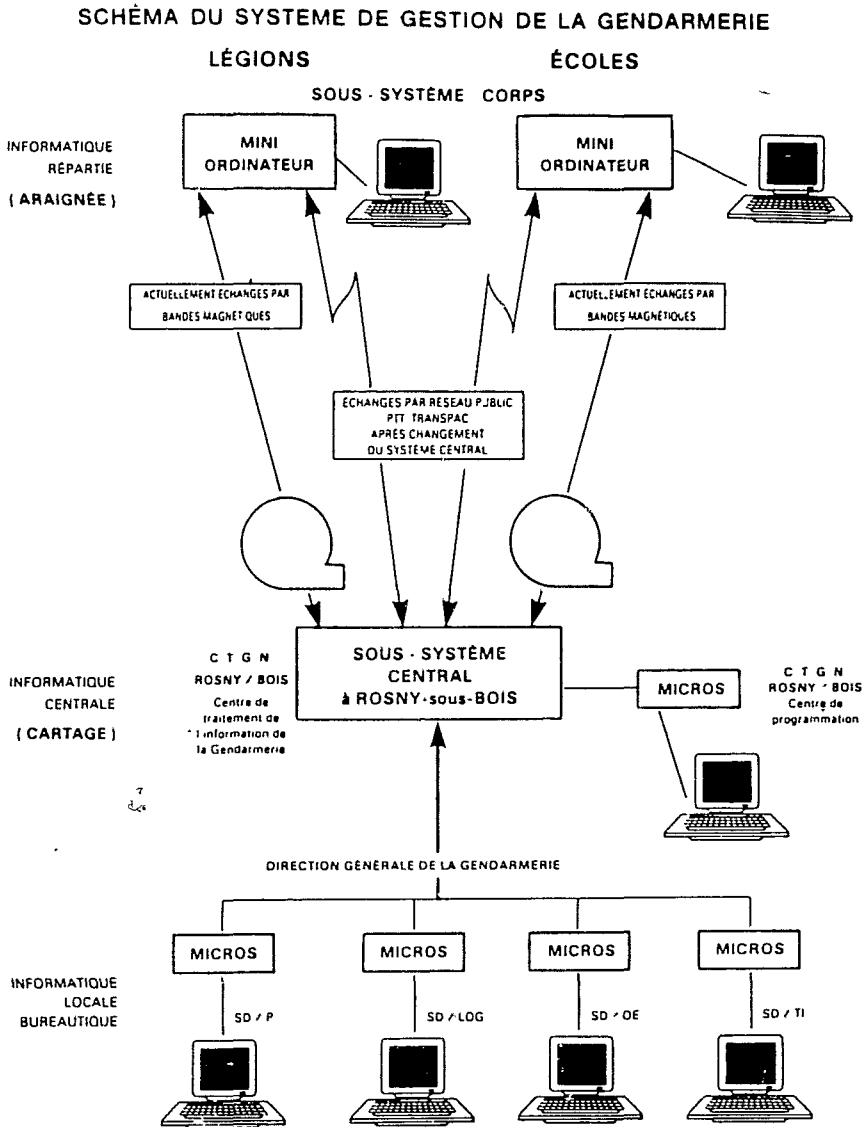 SCHÉMA DU SYSTEME DE GESTION DE LA GENDARMERIE
LÉGIONS
ÉCOLES
SOUS - SYSTÈME CORPS
INFORMATIQUE
RÉPARTIE
( ARAIGNÉE )
MINI
ORDINATEUR
MINI
ORDINATEUR
ACTUELLEMENT ÉCHANGES PAR
BANDES MAGNET QUES
ACTUELLEMENT ÉCHANGES PAR
BANDES MAGNÉTIQUES
ÉCHANGES PAR RÉSEAU PUBLIC
PTT TRANSPAC
APRÈS CHANGEMENT
DU SYSTÈME CENTRAL
INFORMATIQUE
CENTRALE
( CARTAGE )
C T G N
ROSNY / BOIS
Centre de
traitement de
l'information de
la Gendarmerie
SOUS - SYSTÈME
CENTRAL
à ROSNY-sous-BOIS
MICROS
C T G N
ROSNY / BOIS
Centre de
programmation
DIRECTION GÉNÉRALE DE LA GENDARMERIE
INFORMATIQUE
LOCALE
BUREAUTIQUE
MICROS
MICROS
MICROS
MICROS
SD / P
SD / LOG
SD / OE
SD / TI